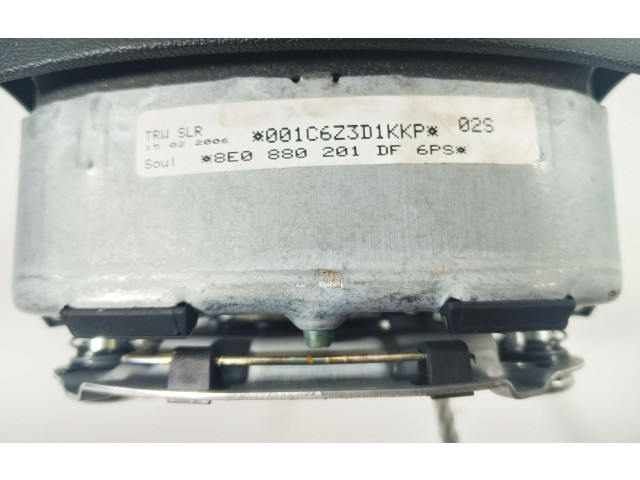 TRW SLR *001C6Z3D1KKP* 02S
15 02 2006
Soul *8E0 880 201 DF 6PS*